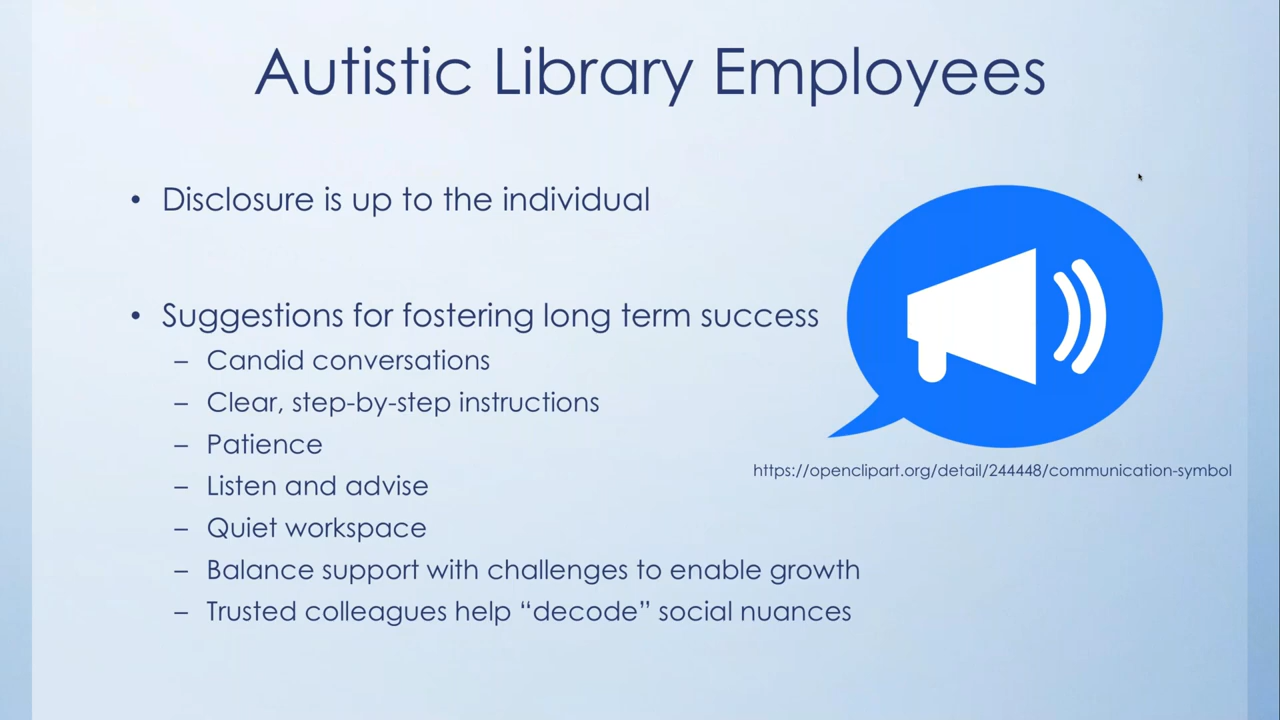 Autistic Library Employees
• Disclosure is up to the individual
• Suggestions for fostering long term success
– Candid conversations
– Clear, step-by-step instructions
– Patience
– Listen and advise
– Quiet workspace
– Balance support with challenges to enable growth
– Trusted colleagues help “decode” social nuances
https://openclipart.org/detail/244448/communication-symbol